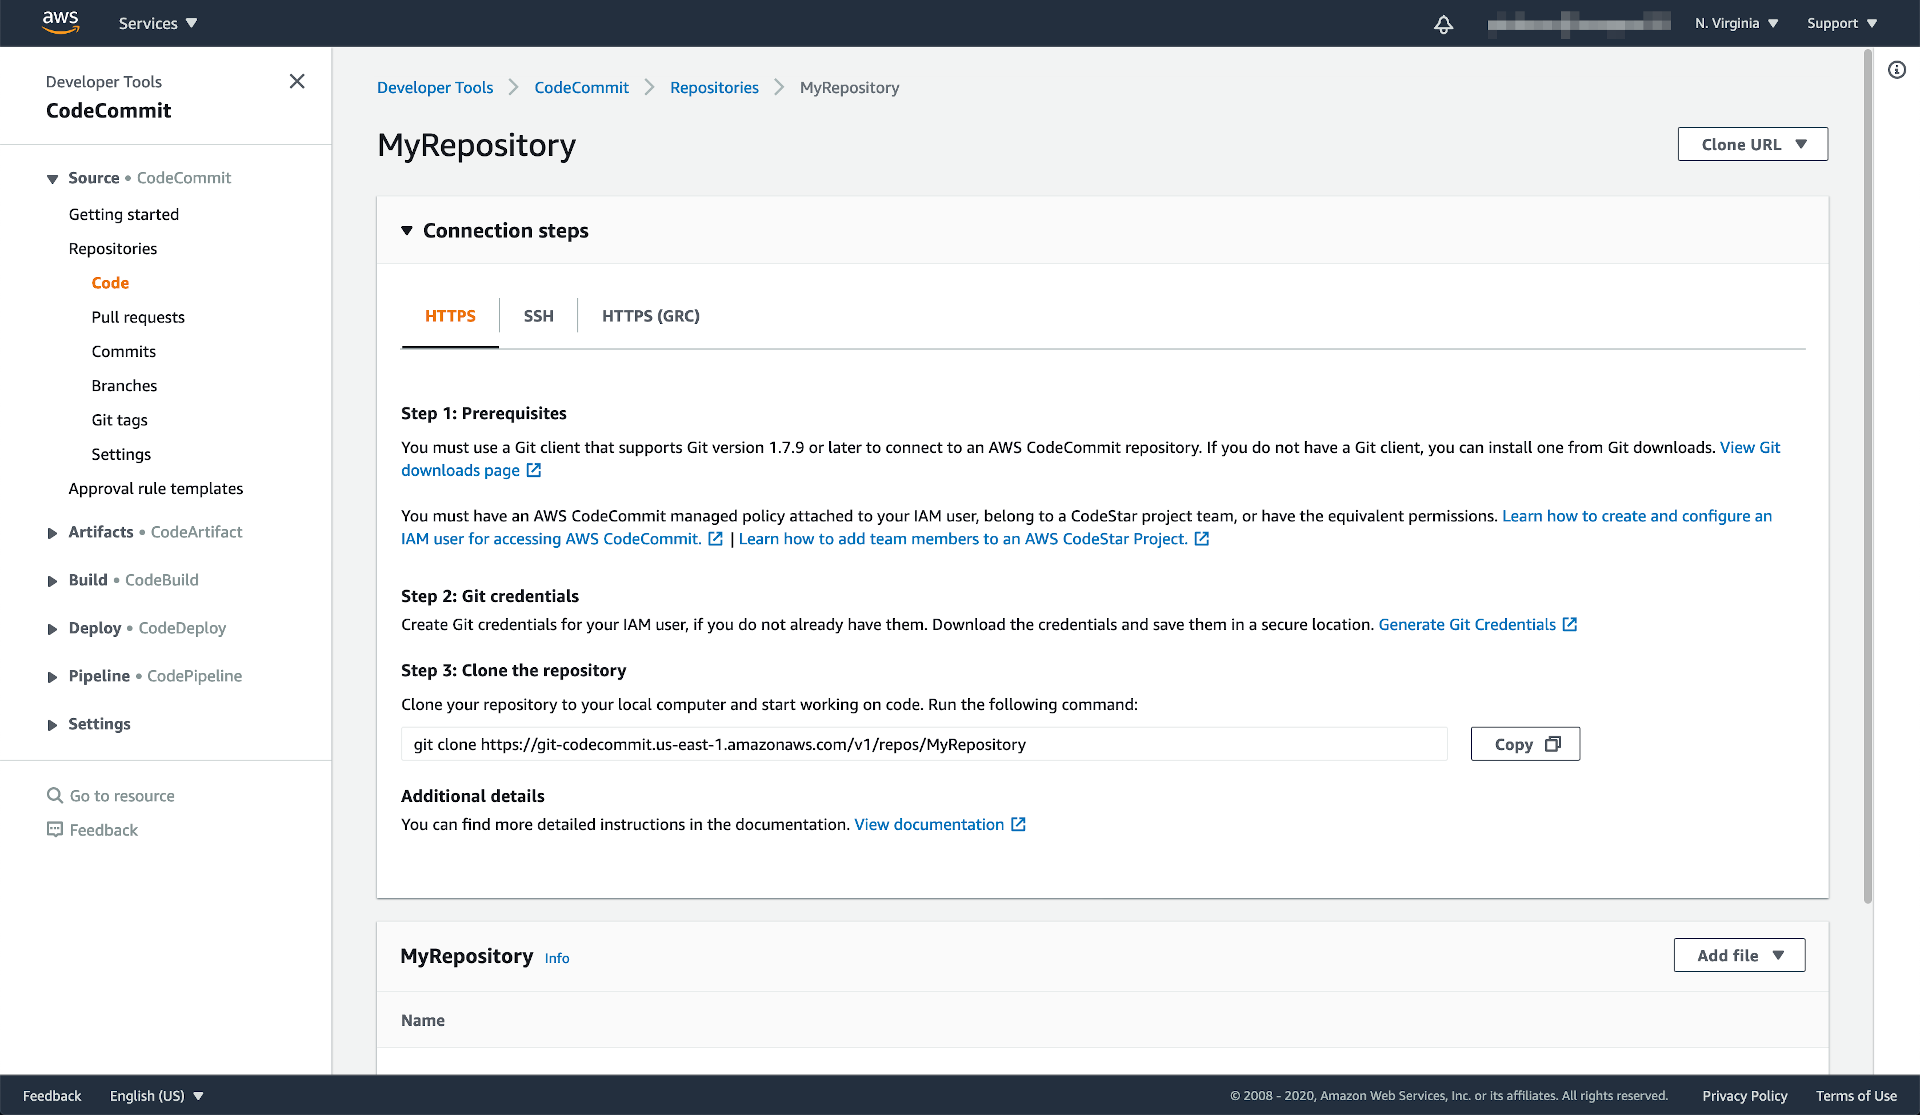 aws
Services
N. Virginia
Support
Developer Tools
CodeCommit
Source • CodeCommit
Getting started
Repositories
Code
Pull requests
Commits
Branches
Git tags
Settings
Approval rule templates
Artifacts • CodeArtifact
Build • CodeBuild
Deploy • CodeDeploy
Pipeline • CodePipeline
Settings
Go to resource
Feedback
Developer Tools > CodeCommit > Repositories > MyRepository
MyRepository
Clone URL
Connection steps
HTTPS
SSH
HTTPS (GRC)
Step 1: Prerequisites
You must use a Git client that supports Git version 1.7.9 or later to connect to an AWS CodeCommit repository. If you do not have a Git client, you can install one from Git downloads. View Git
downloads page
You must have an AWS CodeCommit managed policy attached to your IAM user, belong to a CodeStar project team, or have the equivalent permissions. Learn how to create and configure an
IAM user for accessing AWS CodeCommit. | Learn how to add team members to an AWS CodeStar Project.
Step 2: Git credentials
Create Git credentials for your IAM user, if you do not already have them. Download the credentials and save them in a secure location. Generate Git Credentials
Step 3: Clone the repository
Clone your repository to your local computer and start working on code. Run the following command:
git clone https://git-codecommit.us-east-1.amazonaws.com/v1/repos/MyRepository
Copy
Additional details
You can find more detailed instructions in the documentation. View documentation
MyRepository Info
Add file
Name
Feedback
English (US)
© 2008 - 2020, Amazon Web Services, Inc. or its affiliates. All rights reserved.
Privacy Policy
Terms of Use